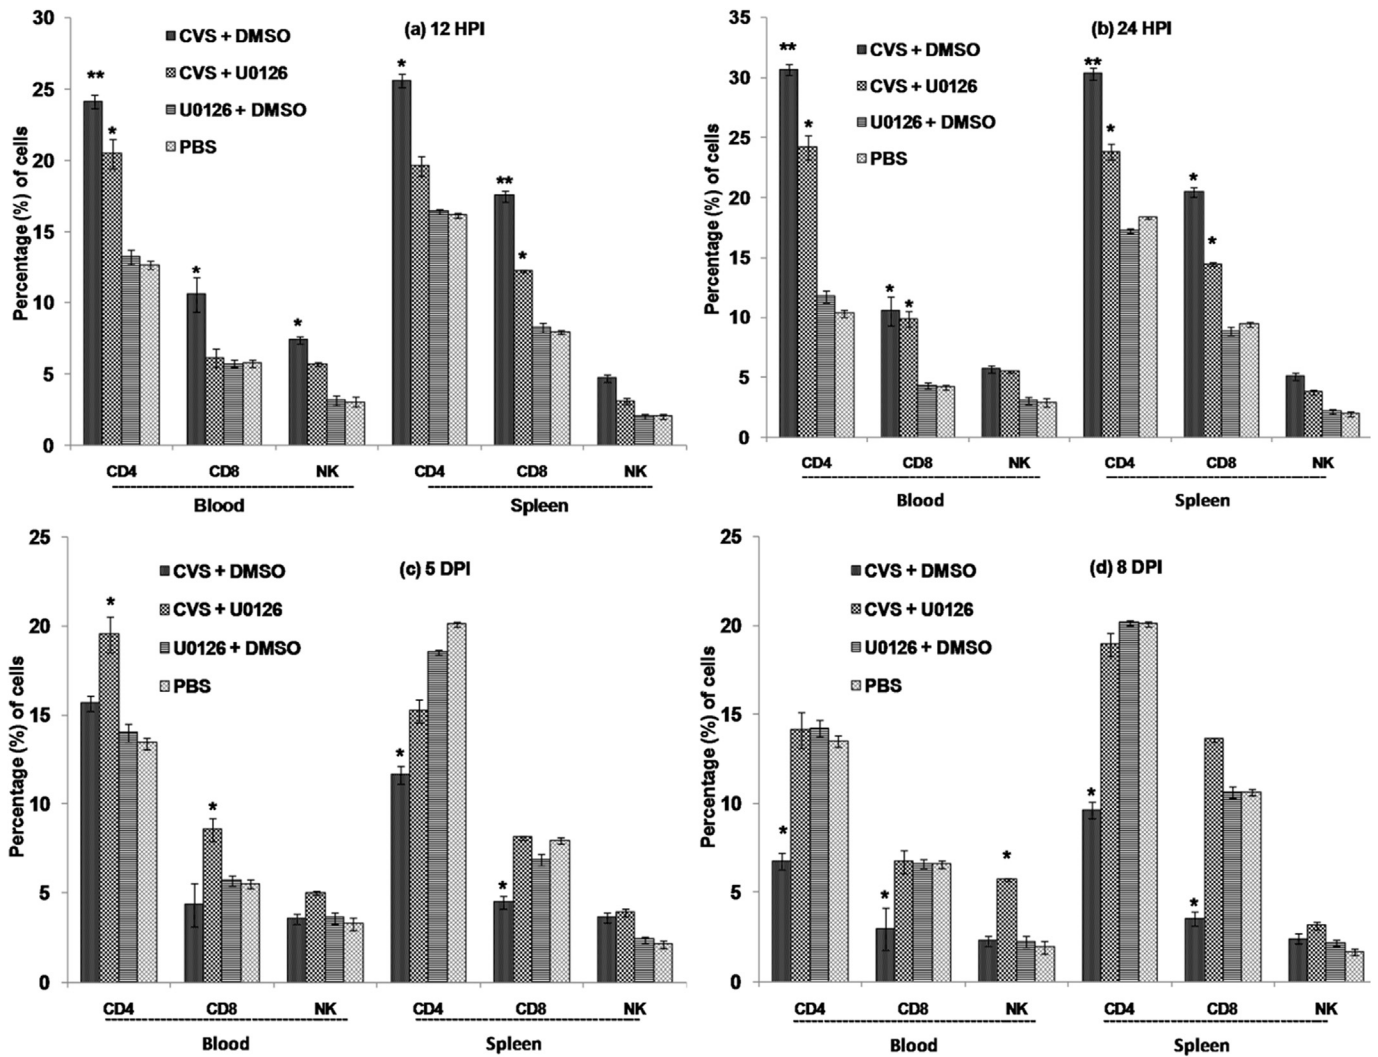 (a) 12 HPI
CVS + DMSO
CVS + U0126
U0126 + DMSO
PBS
Percentage (%) of cells
30
25
20
15
10
5
0
** * * * * ** *
CD4 CD8 NK CD4 CD8 NK
Blood Spleen
(b) 24 HPI
CVS + DMSO
CVS + U0126
U0126 + DMSO
PBS
Percentage (%) of cells
35
30
25
20
15
10
5
0
** * * * ** * * *
CD4 CD8 NK CD4 CD8 NK
Blood Spleen
(c) 5 DPI
CVS + DMSO
CVS + U0126
U0126 + DMSO
PBS
Percentage (%) of cells
25
20
15
10
5
0
* * * *
CD4 CD8 NK CD4 CD8 NK
Blood Spleen
(d) 8 DPI
CVS + DMSO
CVS + U0126
U0126 + DMSO
PBS
Percentage (%) of cells
25
20
15
10
5
0
* * * * *
CD4 CD8 NK CD4 CD8 NK
Blood Spleen